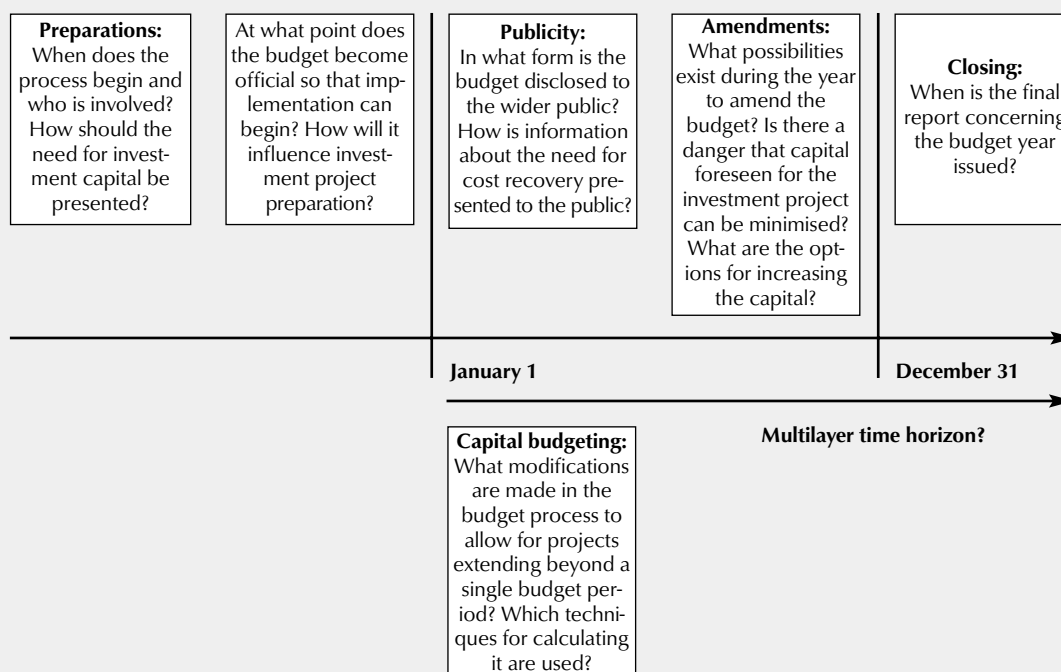 Preparations:
When does the
process begin and
who is involved?
How should the
need for invest-
ment capital be
presented?
At what point does
the budget become
official so that imp-
lementation can
begin? How will it
influence invest-
ment project
preparation?
Publicity:
In what form is the
budget disclosed to
the wider public?
How is information
about the need for
cost recovery pre-
sented to the public?
Amendments:
What possibilities
exist during the year
to amend the
budget? Is there a
danger that capital
foreseen for the
investment project
can be minimised?
What are the opt-
ions for increasing
the capital?
Closing:
When is the final
report concerning
the budget year
issued?
January 1
December 31
Multilayer time horizon?
Capital budgeting:
What modifications
are made in the
budget process to
allow for projects
extending beyond a
single budget per-
iod? Which techni-
ques for calculating
it are used?